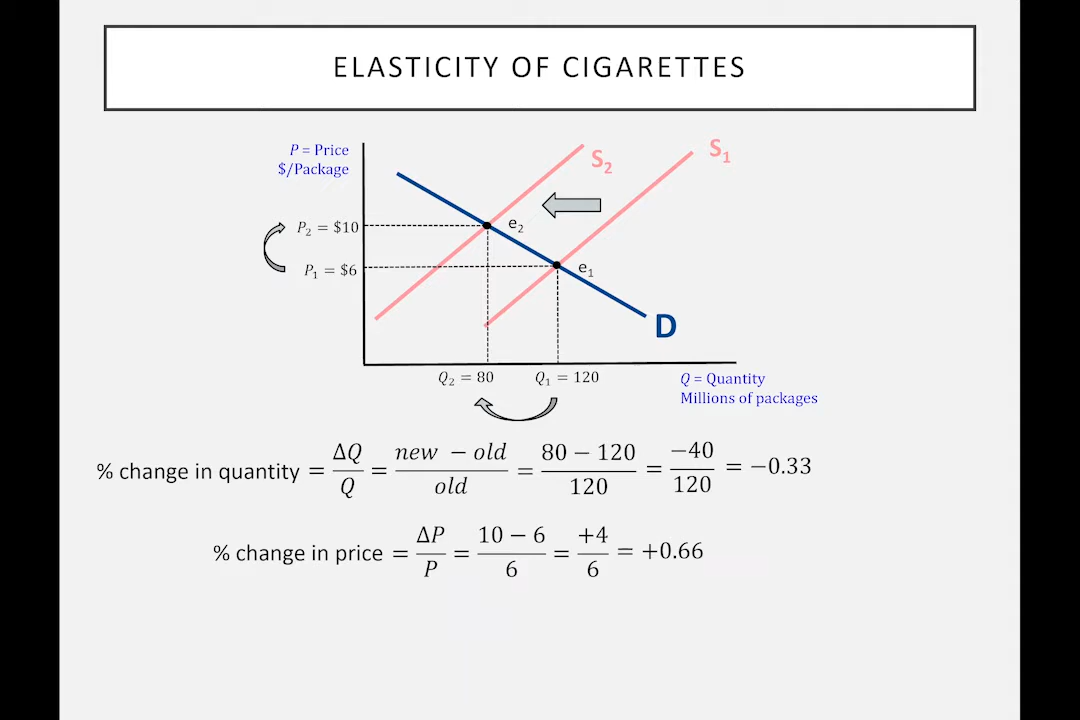 ELASTICITY OF CIGARETTES
P = Price
$/Package
S₂
S₁
P₂ = $10
e₂
P₁ = $6
e₁
D
Q₂ = 80
Q₁ = 120
Q = Quantity
Millions of packages
% change in quantity = ΔQ/Q = new − old/old = 80 − 120/120 = −40/120 = −0.33
% change in price = ΔP/P = 10 − 6/6 = +4/6 = +0.66